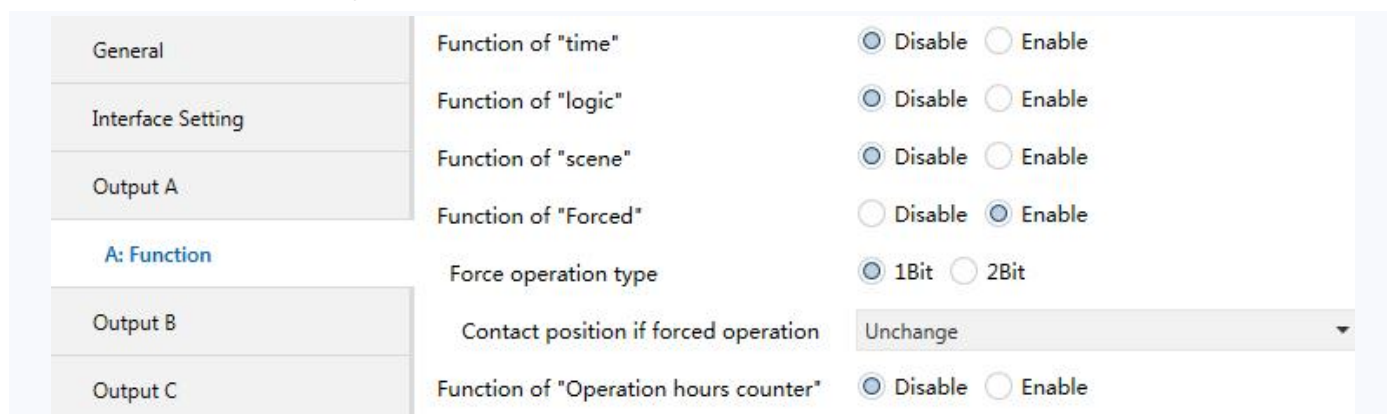 General
Interface Setting
Output A
A: Function
Output B
Output C
Function of "time" Disable Enable
Function of "logic" Disable Enable
Function of "scene" Disable Enable
Function of "Forced" Disable Enable
Force operation type 1Bit 2Bit
Contact position if forced operation Unchange
Function of "Operation hours counter" Disable Enable